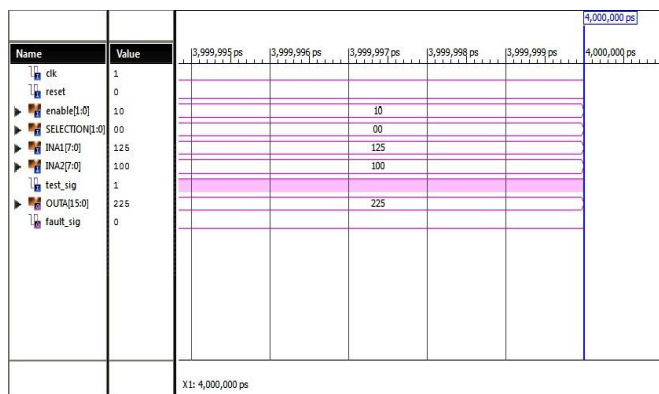 4,000,000 ps
Name Value 3,999,995 ps 3,999,996 ps 3,999,997 ps 3,999,998 ps 3,999,999 ps 4,000,000 ps
clk 1
reset 0
enable[1:0] 10 10
SELECTION[1:0] 00 00
INA1[7:0] 125 125
INA2[7:0] 100 100
test_sig 1
OUTA[15:0] 225 225
fault_sig 0
X1: 4,000,000 ps